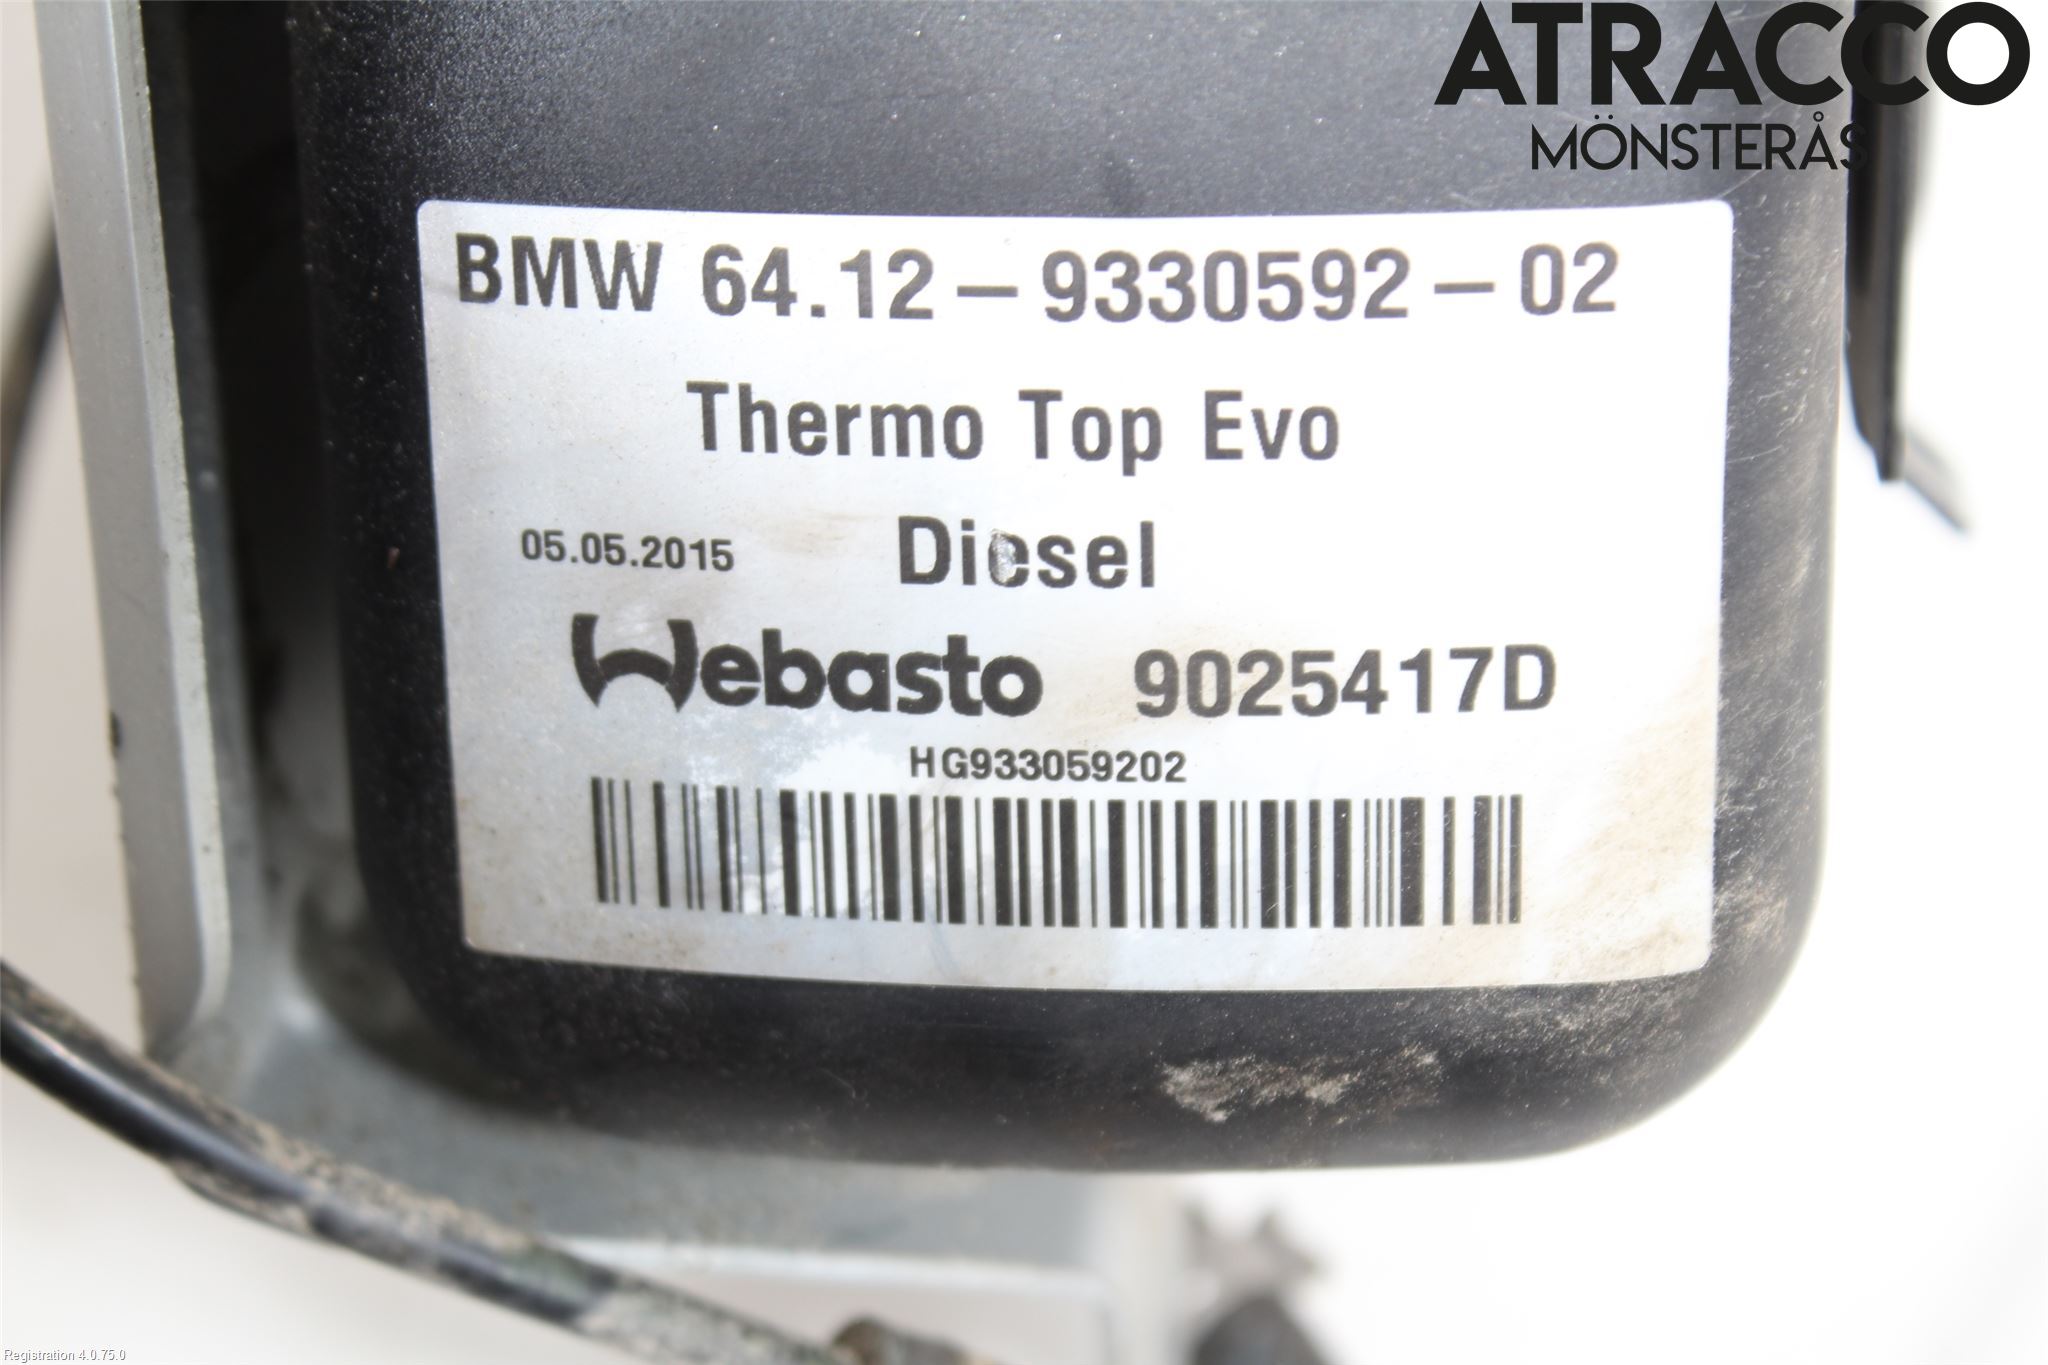 ATRACCO
MÖNSTERÅS
BMW 64.12-9330592-02
Thermo Top Evo
05.05.2015 Diesel
Webasto 9025417D
HG933059202
Registration 4.0.75.0